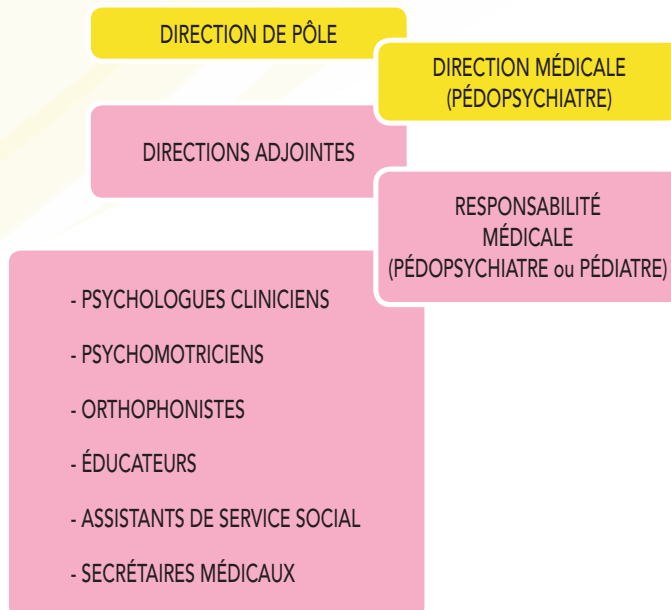 DIRECTION DE PÔLE
DIRECTION MÉDICALE
(PÉDOPSYCHIATRE)
DIRECTIONS ADJOINTES
RESPONSABILITÉ
MÉDICALE
(PÉDOPSYCHIATRE ou PÉDIATRE)
- PSYCHOLOGUES CLINICIENS
- PSYCHOMOTRICIENS
- ORTHOPHONISTES
- ÉDUCATEURS
- ASSISTANTS DE SERVICE SOCIAL
- SECRÉTAIRES MÉDICAUX